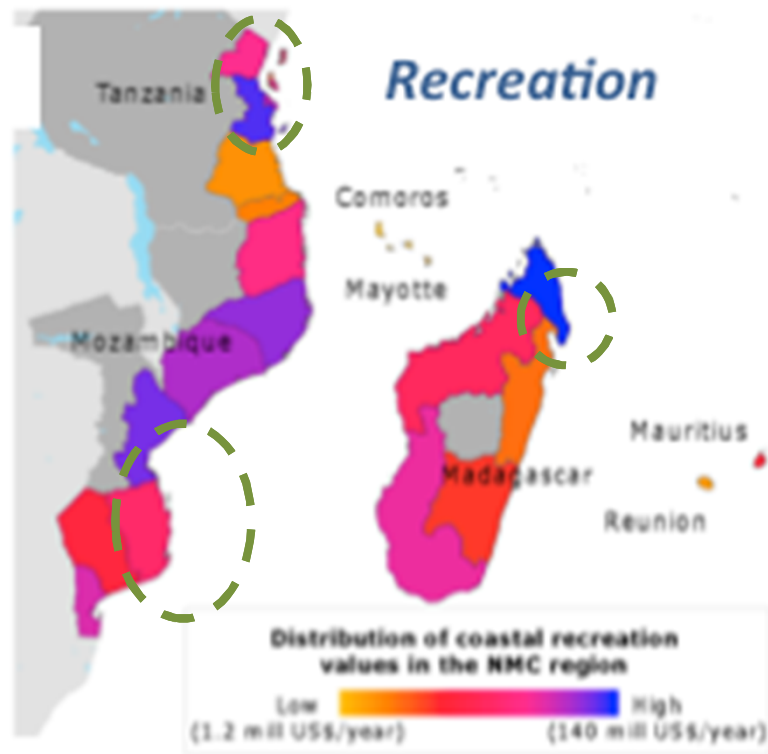 Recreation
Tanzania
Comoros
Mayotte
Mozambique
Mauritius
Madagascar
Reunion
Distribution of coastal recreation
values in the NMC region
Low
High
(1.2 mill US$/year)
(140 mill US$/year)